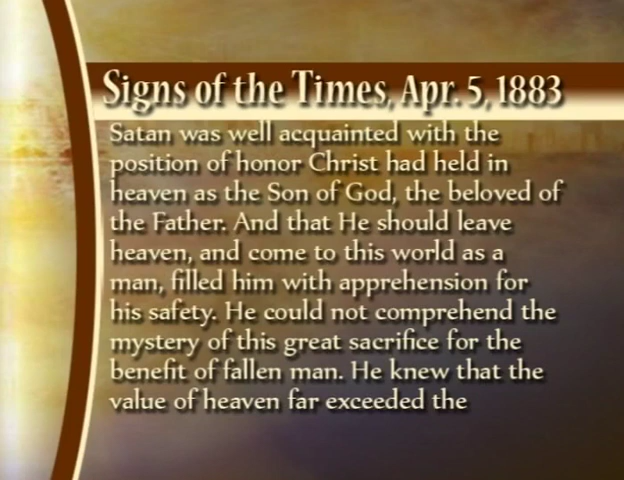 Signs of the Times, Apr. 5, 1883
Satan was well acquainted with the
position of honor Christ had held in
heaven as the Son of God, the beloved of
the Father. And that He should leave
heaven, and come to this world as a
man, filled him with apprehension for
his safety. He could not comprehend the
mystery of this great sacrifice for the
benefit of fallen man. He knew that the
value of heaven far exceeded the